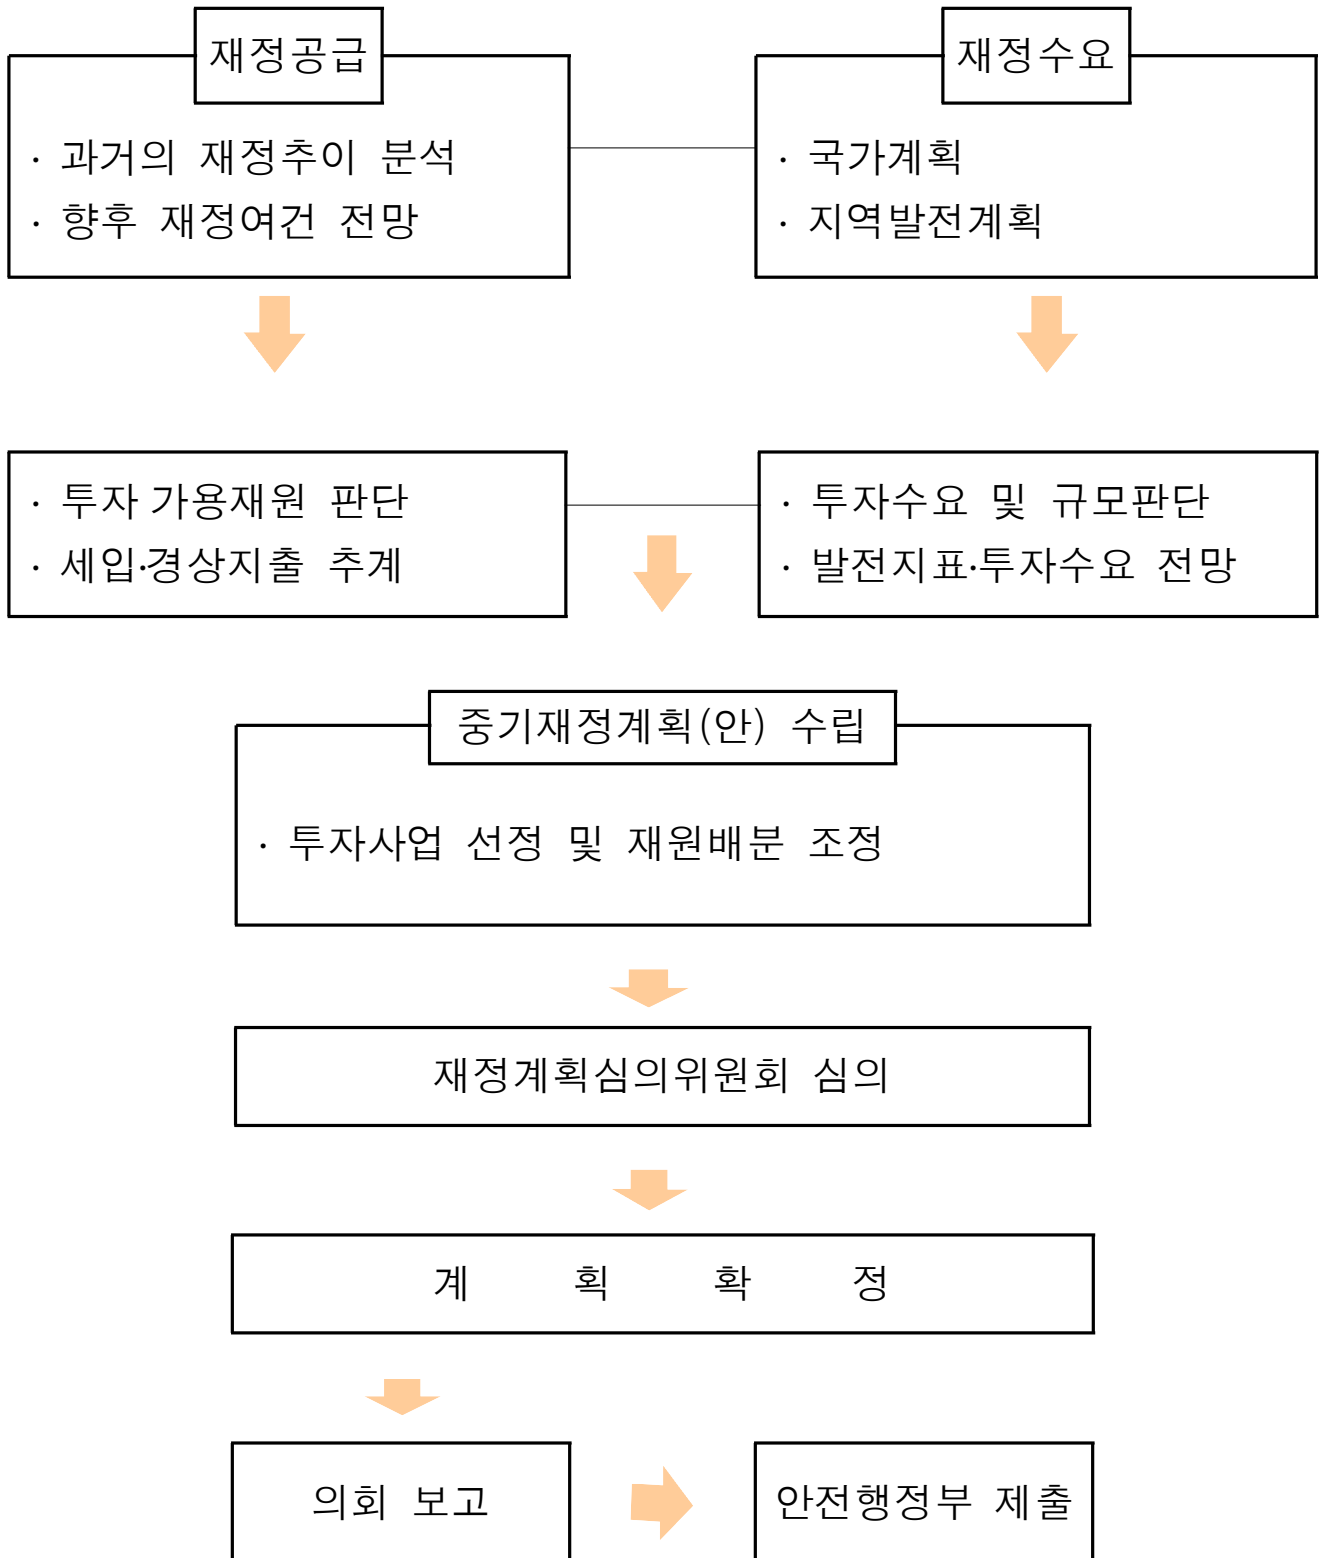 재정공급
· 과거의 재정추이 분석
· 향후 재정여건 전망
재정수요
· 국가계획
· 지역발전계획
· 투자 가용재원 판단
· 세입·경상지출 추계
· 투자수요 및 규모판단
· 발전지표·투자수요 전망
중기재정계획(안) 수립
· 투자사업 선정 및 재원배분 조정
재정계획심의위원회 심의
계 획 확 정
의회 보고
안전행정부 제출